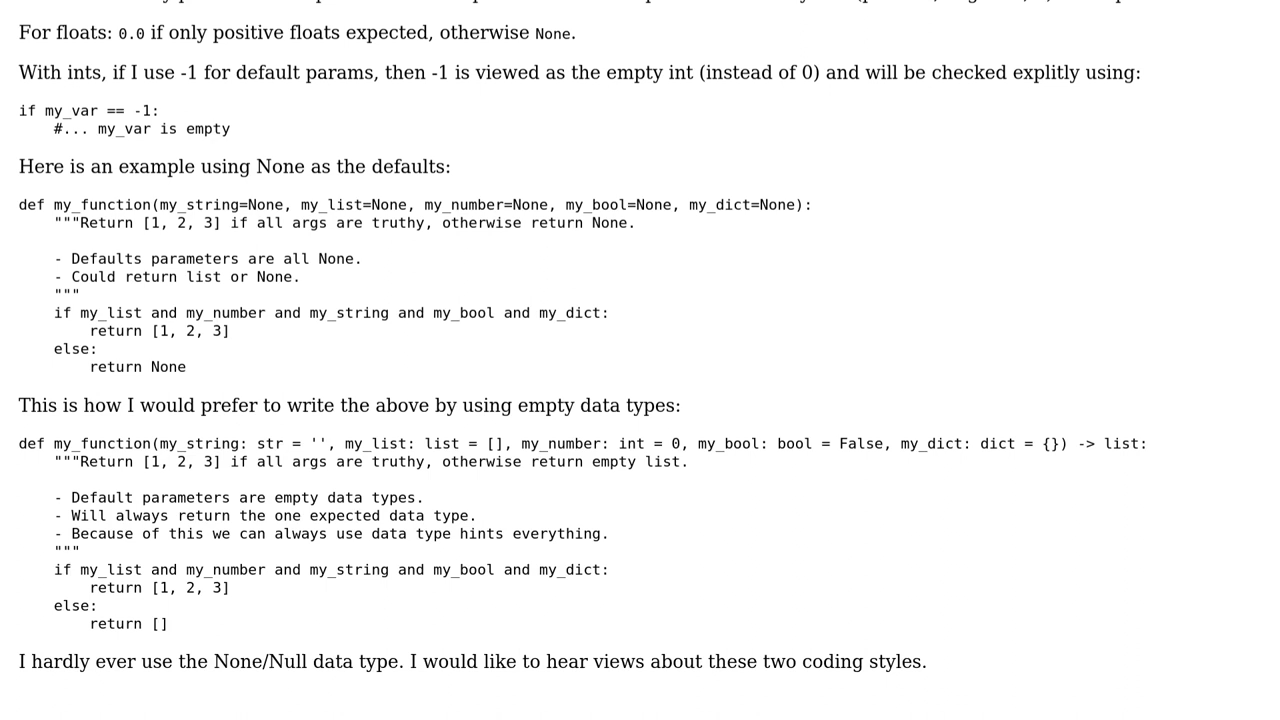 For floats: 0.0 if only positive floats expected, otherwise None.
With ints, if I use -1 for default params, then -1 is viewed as the empty int (instead of 0) and will be checked explitly using:
if my_var == -1:
    #... my_var is empty
Here is an example using None as the defaults:
def my_function(my_string=None, my_list=None, my_number=None, my_bool=None, my_dict=None):
    """Return [1, 2, 3] if all args are truthy, otherwise return None.
    - Defaults parameters are all None.
    - Could return list or None.
    """
    if my_list and my_number and my_string and my_bool and my_dict:
        return [1, 2, 3]
    else:
        return None
This is how I would prefer to write the above by using empty data types:
def my_function(my_string: str = '', my_list: list = [], my_number: int = 0, my_bool: bool = False, my_dict: dict = {}) -> list:
    """Return [1, 2, 3] if all args are truthy, otherwise return empty list.
    - Default parameters are empty data types.
    - Will always return the one expected data type.
    - Because of this we can always use data type hints everything.
    """
    if my_list and my_number and my_string and my_bool and my_dict:
        return [1, 2, 3]
    else:
        return []
I hardly ever use the None/Null data type. I would like to hear views about these two coding styles.